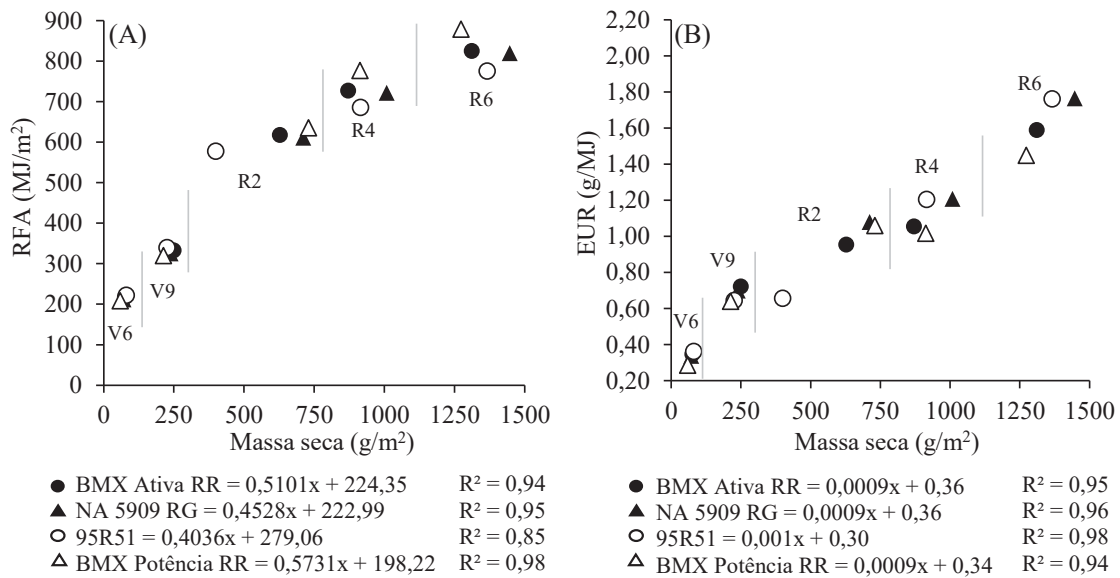 (A)
RFA (MJ/m²)
900
800
700
600
500
400
300
200
100
0
V6
V9
R2
R4
R6
0 250 500 750 1000 1250 1500
Massa seca (g/m²)
BMX Ativa RR = 0,5101x + 224,35 R² = 0,94
NA 5909 RG = 0,4528x + 222,99 R² = 0,95
95R51 = 0,4036x + 279,06 R² = 0,85
BMX Potência RR = 0,5731x + 198,22 R² = 0,98
(B)
EUR (g/MJ)
2,20
2,00
1,80
1,60
1,40
1,20
1,00
0,80
0,60
0,40
0,20
V6
V9
R2
R4
R6
0 250 500 750 1000 1250 1500
Massa seca (g/m²)
BMX Ativa RR = 0,0009x + 0,36 R² = 0,95
NA 5909 RG = 0,0009x + 0,36 R² = 0,96
95R51 = 0,001x + 0,30 R² = 0,98
BMX Potência RR = 0,0009x + 0,34 R² = 0,94